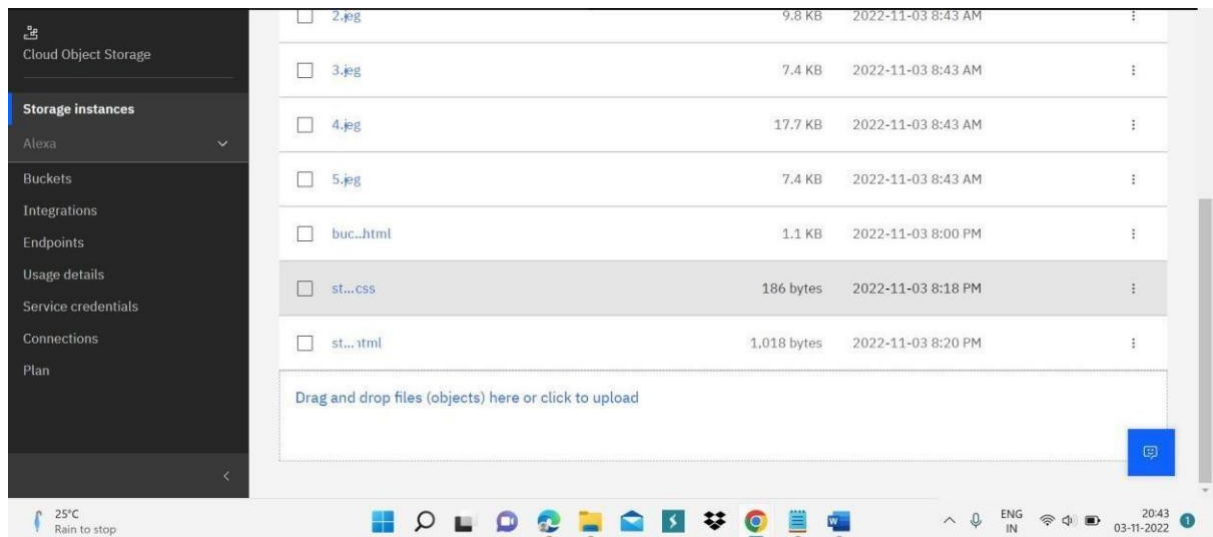 Cloud Object Storage
Storage instances
Alexa
Buckets
Integrations
Endpoints
Usage details
Service credentials
Connections
Plan
2.jeg 9.8 KB 2022-11-03 8:43 AM
3.jeg 7.4 KB 2022-11-03 8:43 AM
4.jeg 17.7 KB 2022-11-03 8:43 AM
5.jeg 7.4 KB 2022-11-03 8:43 AM
buc...html 1.1 KB 2022-11-03 8:00 PM
st...css 186 bytes 2022-11-03 8:18 PM
st... 1,018 bytes 2022-11-03 8:20 PM
Drag and drop files (objects) here or click to upload
25°C
Rain to stop
ENG
IN
20:43
03-11-2022
1